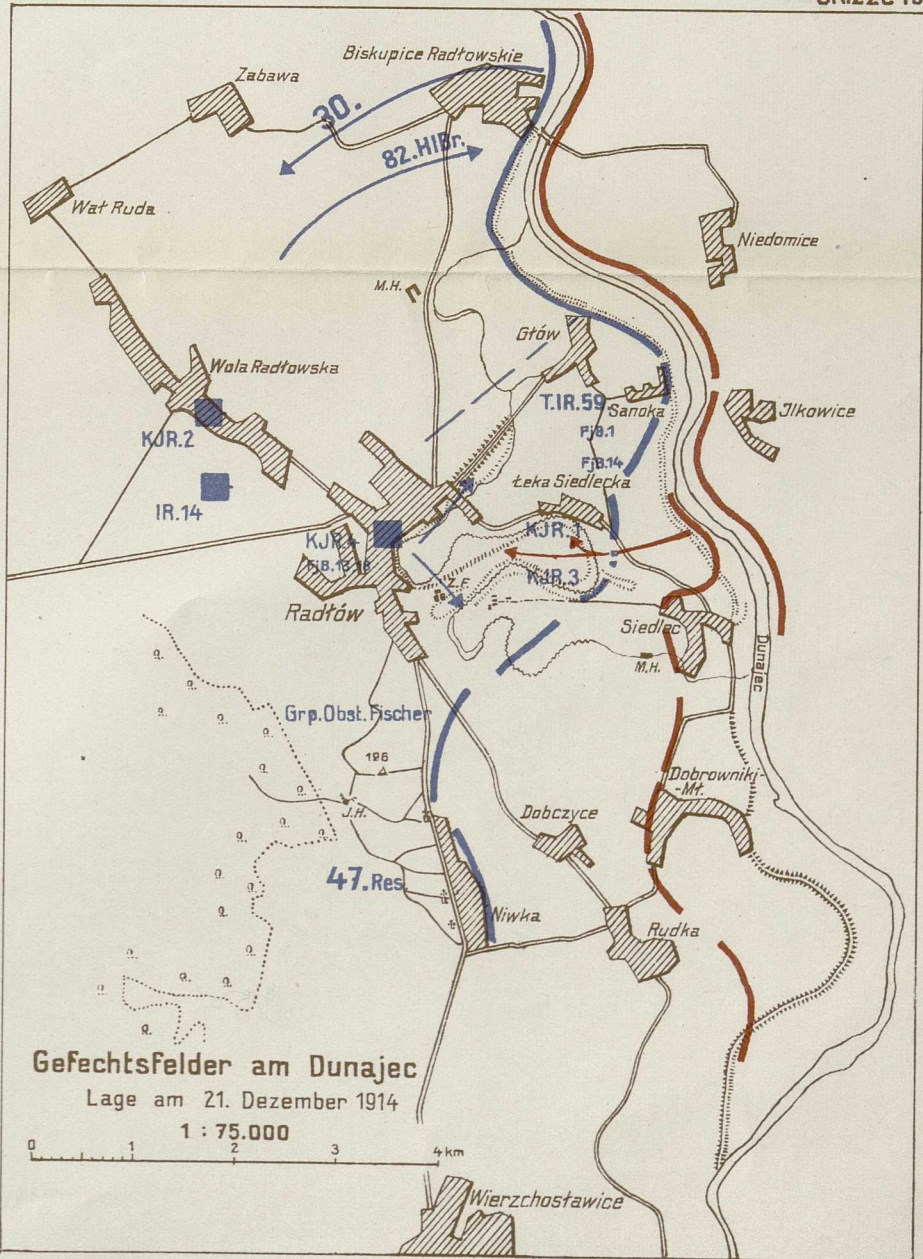 Biskupice Radłowskie
Zabawa
30.
82.HIBr.
Wał Ruda
Niedomice
M.H.
Głów
Wola Radłowska
T.IR.59.
Sanoka
Jlkowice
KJR.2
FjB.1
FjB.14
Łeka Siedlecka
IR.14
KJR.1
KJR.4
FjB.13
KJR.3
Z.F.
Radłów
Siedlec
M.H.
Dunajec
Grp.Obst.Fischer
196
Dobrowniki-
-Mł.
J.H.
Dobczyce
47.Res
Niwka
Rudka
Gefechtsfelder am Dunajec
Lage am 21. Dezember 1914
1 : 75.000
0 1 2 3 4 km
Wierzchosławice